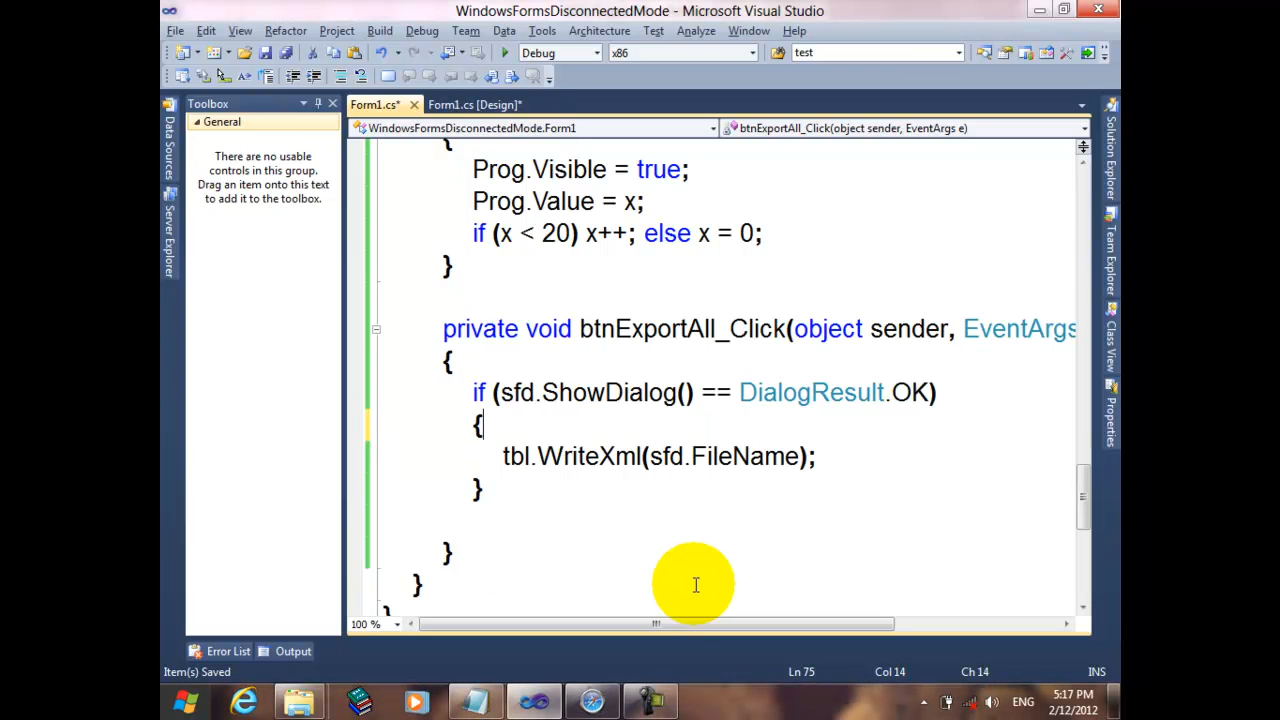 WindowsFormsDisconnectedMode - Microsoft Visual Studio
File Edit View Refactor Project Build Debug Team Data Tools Architecture Test Analyze Window Help
Debug x86 test
Toolbox
General
There are no usable
controls in this group.
Drag an item onto this text
to add it to the toolbox.
Data Sources
Server Explorer
Form1.cs* Form1.cs [Design]*
WindowsFormsDisconnectedMode.Form1 btnExportAll_Click(object sender, EventArgs e)
{
Prog.Visible = true;
Prog.Value = x;
if (x < 20) x++; else x = 0;
}
private void btnExportAll_Click(object sender, EventArgs
{
if (sfd.ShowDialog() == DialogResult.OK)
{
tbl.WriteXml(sfd.FileName);
}
}
}
}
100 %
Solution Explorer
Team Explorer
Class View
Properties
Error List Output
Item(s) Saved Ln 75 Col 14 Ch 14 INS
ENG 5:17 PM
2/12/2012